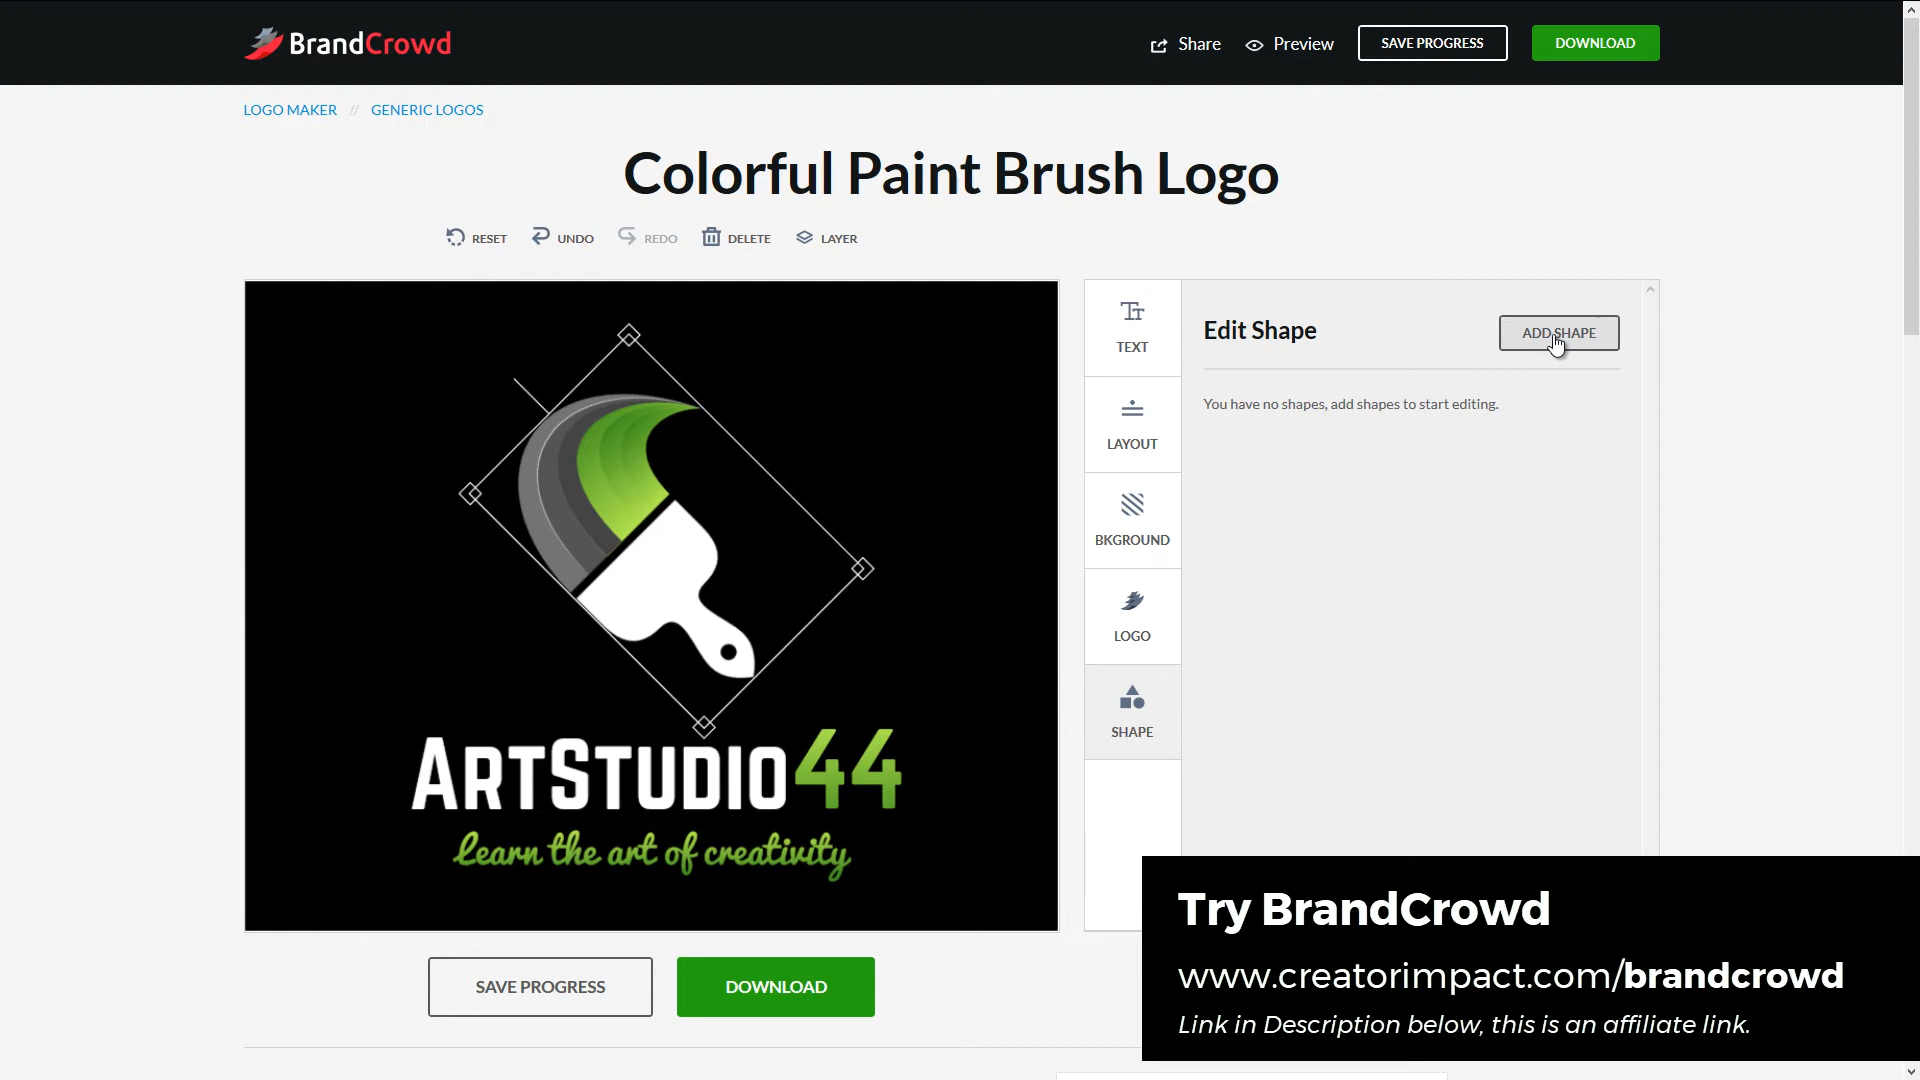 BrandCrowd
Share
Preview
SAVE PROGRESS
DOWNLOAD
LOGO MAKER // GENERIC LOGOS
Colorful Paint Brush Logo
RESET
UNDO
REDO
DELETE
LAYER
TEXT
LAYOUT
BKGROUND
LOGO
SHAPE
Edit Shape
ADD SHAPE
You have no shapes, add shapes to start editing.
ArtStudio44
Learn the art of creativity
SAVE PROGRESS
DOWNLOAD
Try BrandCrowd
www.creatorimpact.com/brandcrowd
Link in Description below, this is an affiliate link.